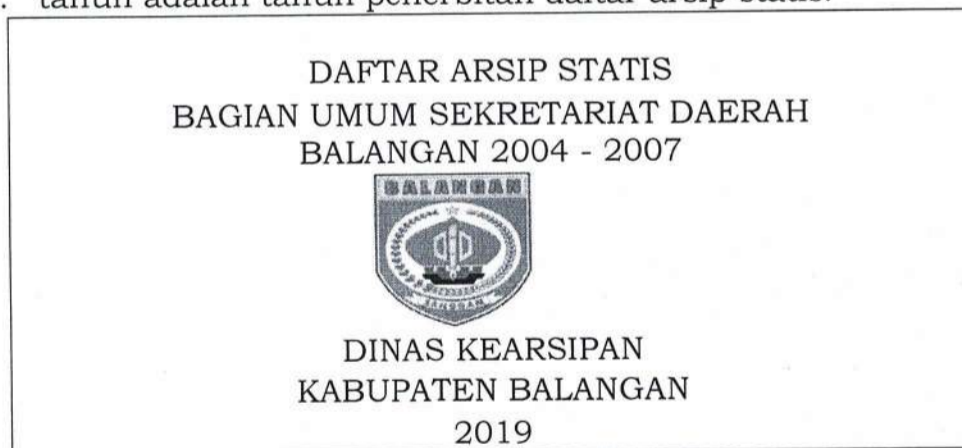 tahun adalah tahun penerbitan daftar arsip statis.
DAFTAR ARSIP STATIS
BAGIAN UMUM SEKRETARIAT DAERAH
BALANGAN 2004 - 2007
BALANGAN
SANGGAM
DINAS KEARSIPAN
KABUPATEN BALANGAN
2019